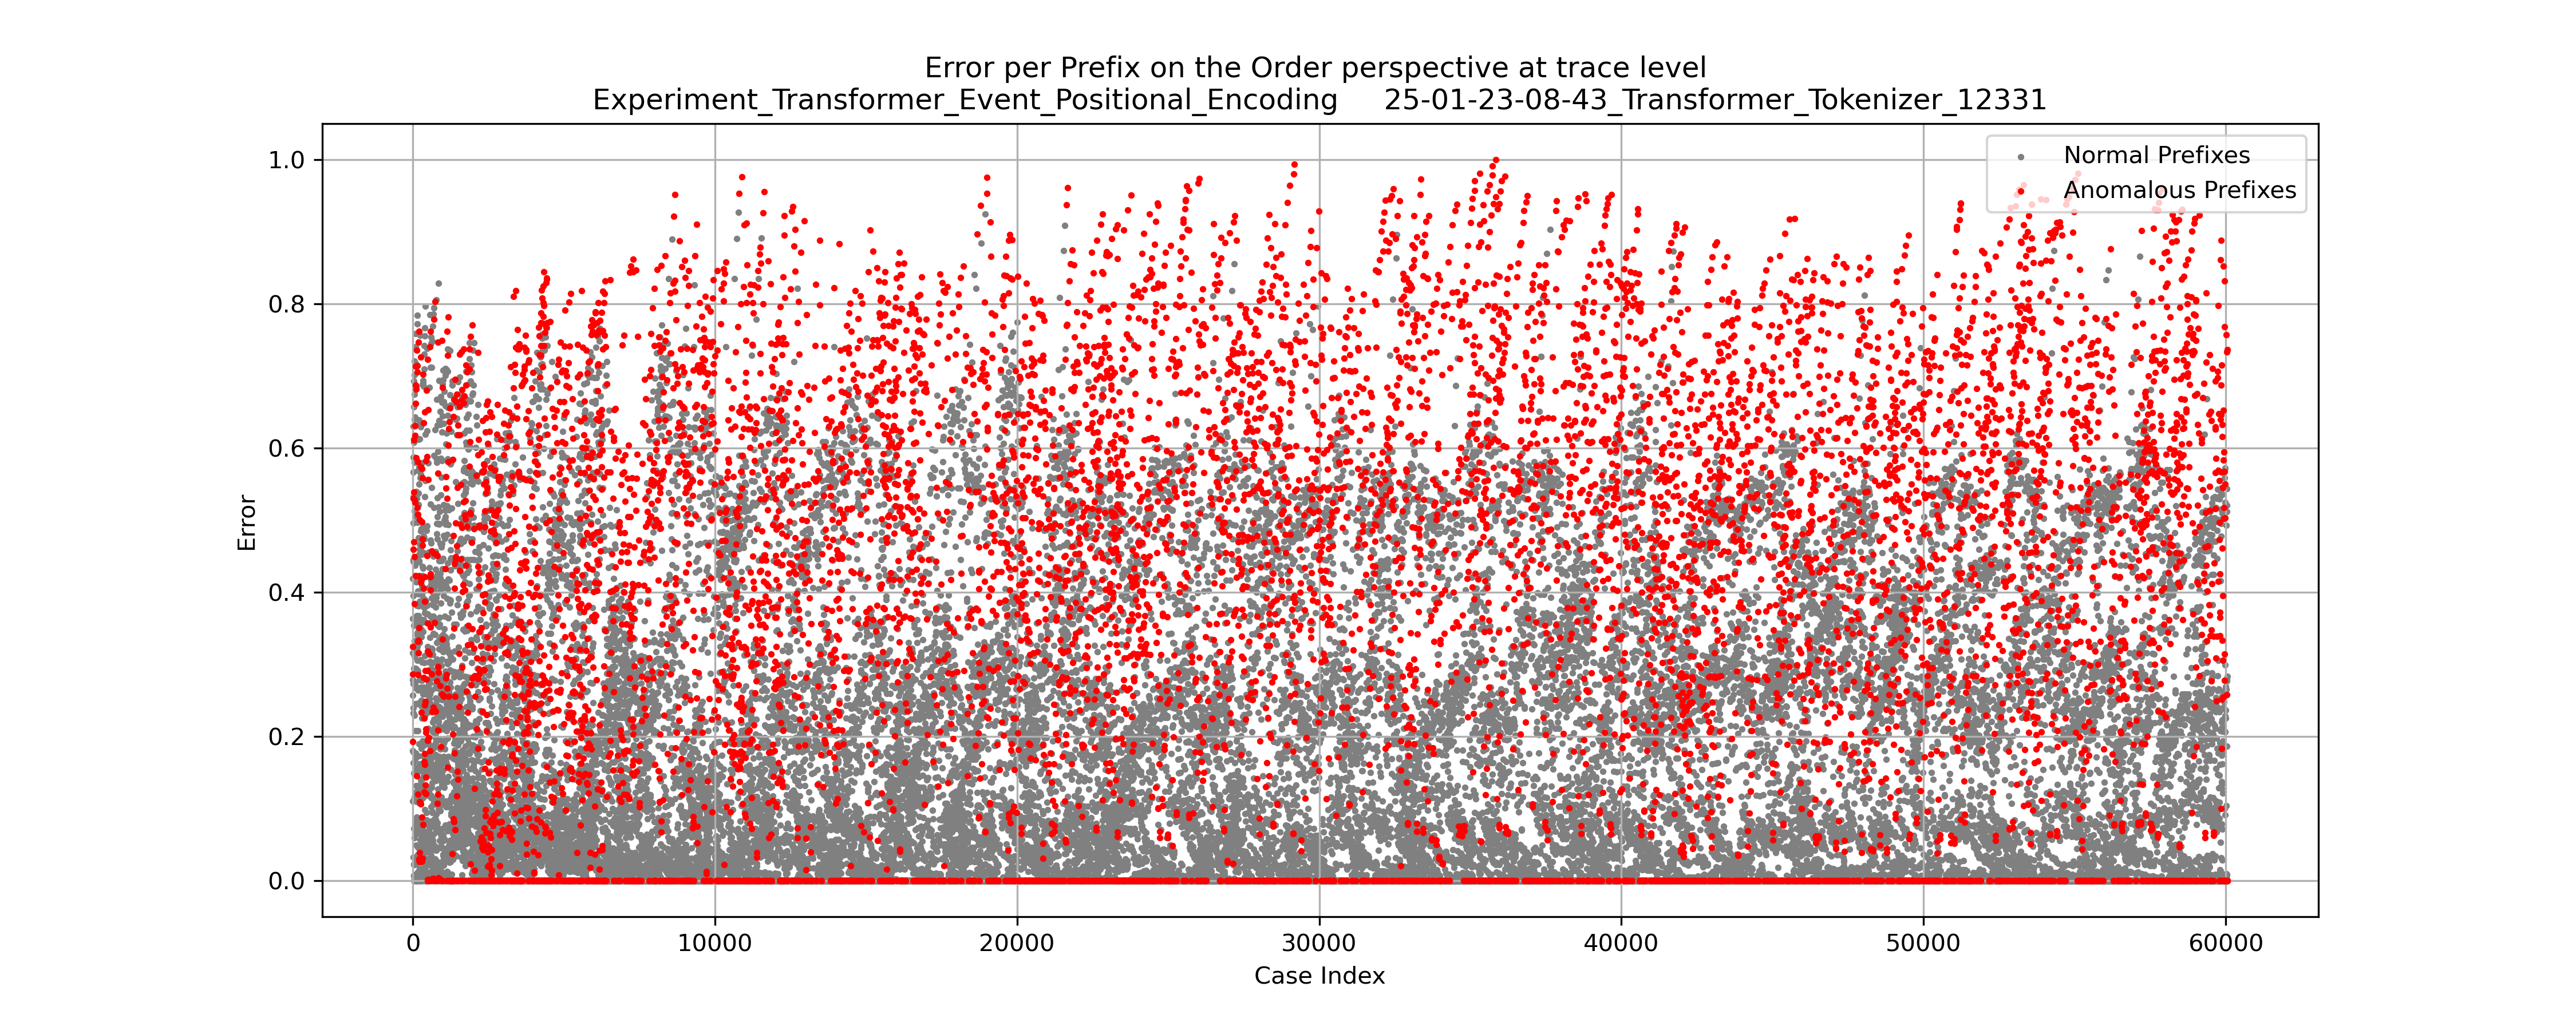 Error per Prefix on the Order perspective at trace level
Experiment_Transformer_Event_Positional_Encoding 25-01-23-08-43_Transformer_Tokenizer_12331
Normal Prefixes
Anomalous Prefixes
1.0
0.8
0.6
0.4
0.2
0.0
Error
0 10000 20000 30000 40000 50000 60000
Case Index